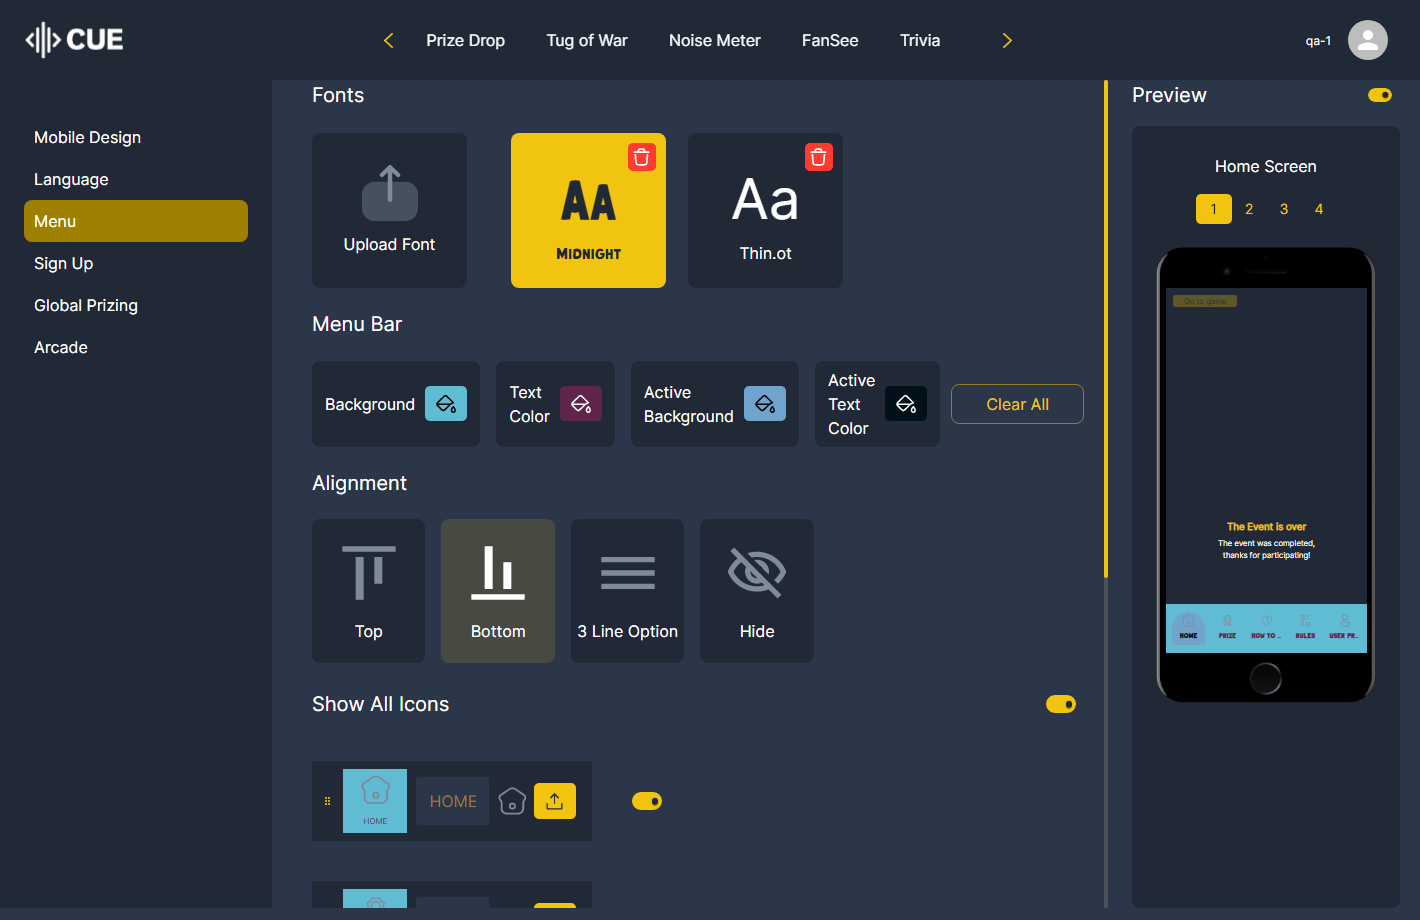 CUE
Prize Drop
Tug of War
Noise Meter
FanSee
Trivia
qa-1
Mobile Design
Language
Menu
Sign Up
Global Prizing
Arcade
Fonts
Upload Font
AA
MIDNIGHT
Aa
Thin.ot
Menu Bar
Background
Text
Color
Active
Background
Active
Text
Color
Clear All
Alignment
Top
Bottom
3 Line Option
Hide
Show All Icons
HOME
HOME
Preview
Home Screen
1 2 3 4
Go to game
The Event is over
The event was completed,
thanks for participating!
HOME
PRIZE
HOW TO ...
RULES
USER PR...